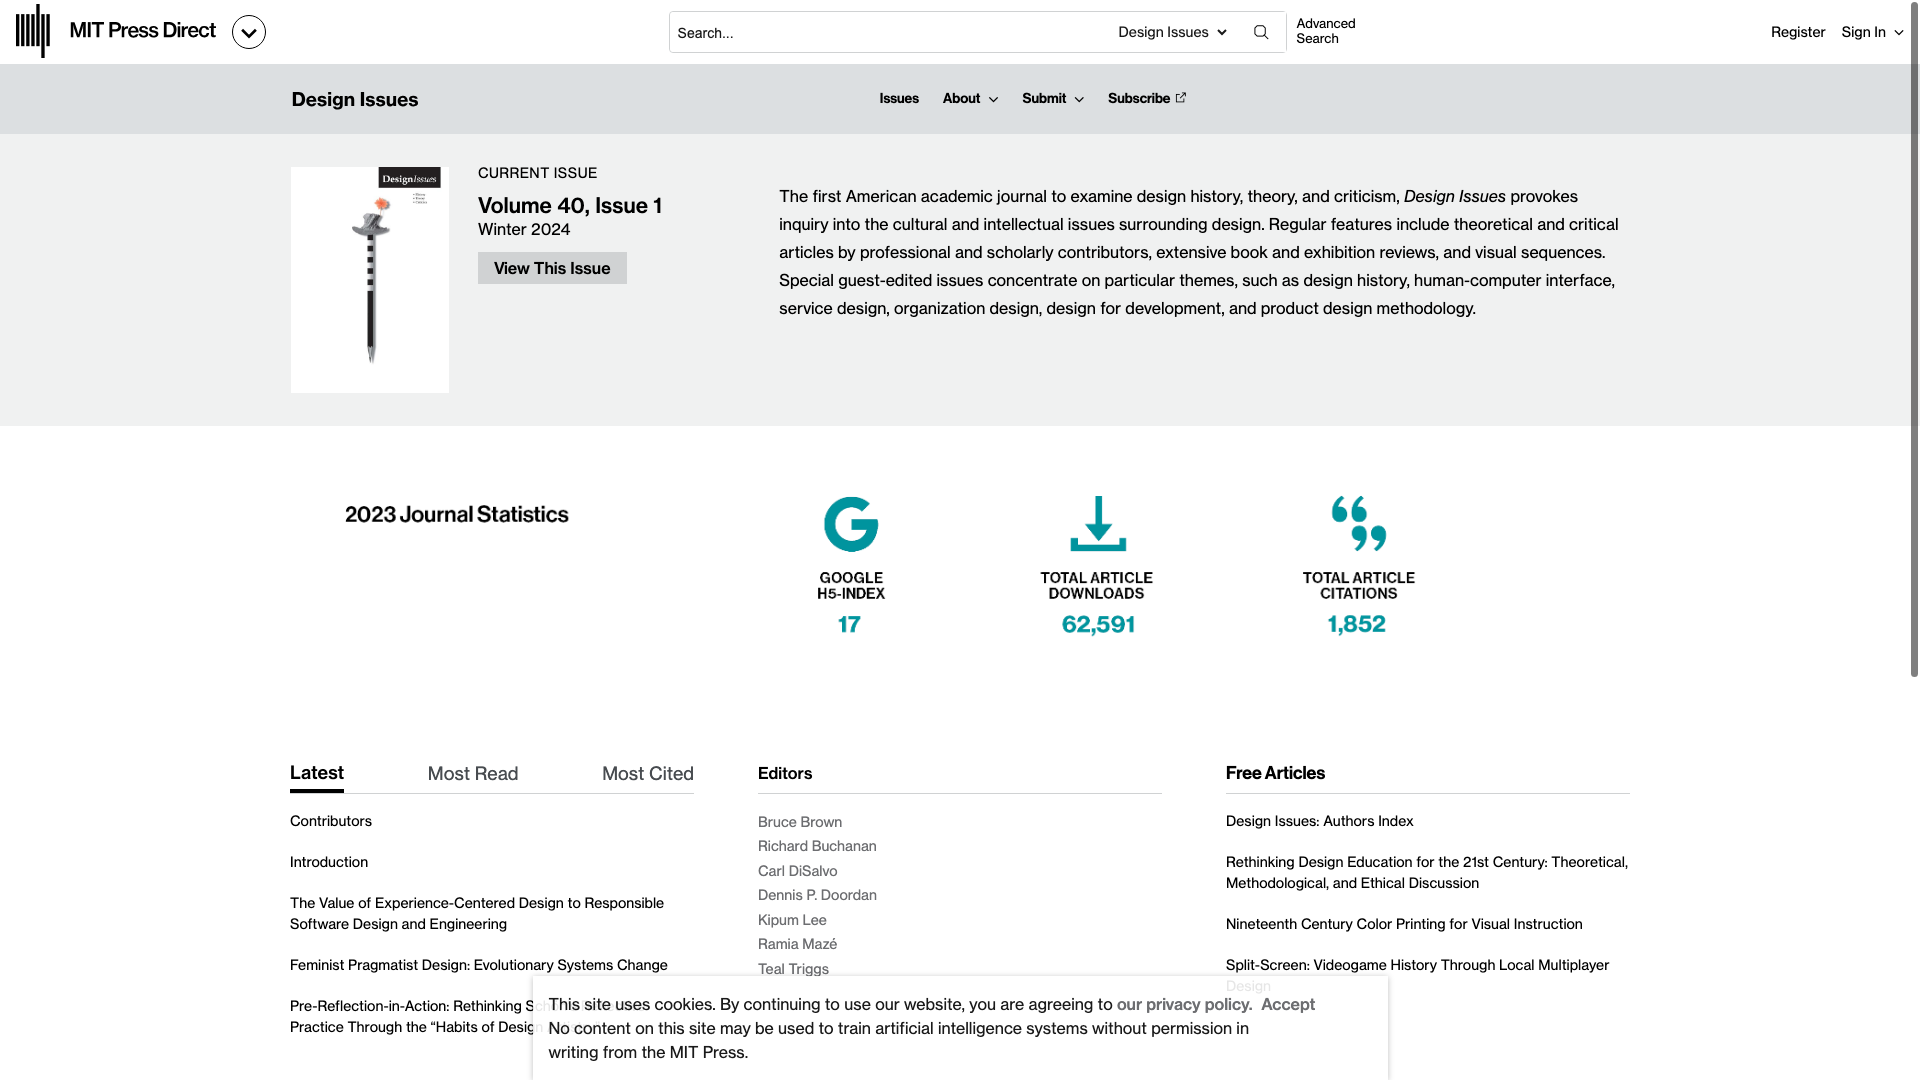 MIT Press Direct
Search...
Design Issues
Advanced
Search
Register
Sign In
Design Issues
Issues
About
Submit
Subscribe
DesignIssues
CURRENT ISSUE
Volume 40, Issue 1
Winter 2024
View This Issue
The first American academic journal to examine design history, theory, and criticism, Design Issues provokes
inquiry into the cultural and intellectual issues surrounding design. Regular features include theoretical and critical
articles by professional and scholarly contributors, extensive book and exhibition reviews, and visual sequences.
Special guest-edited issues concentrate on particular themes, such as design history, human-computer interface,
service design, organization design, design for development, and product design methodology.
2023 Journal Statistics
GOOGLE
H5-INDEX
17
TOTAL ARTICLE
DOWNLOADS
62,591
TOTAL ARTICLE
CITATIONS
1,852
Latest
Most Read
Most Cited
Contributors
Introduction
The Value of Experience-Centered Design to Responsible
Software Design and Engineering
Feminist Pragmatist Design: Evolutionary Systems Change
Pre-Reflection-in-Action: Rethinking
Practice Through the “Habits of Design
Editors
Bruce Brown
Richard Buchanan
Carl DiSalvo
Dennis P. Doordan
Kipum Lee
Ramia Mazé
Teal Triggs
Free Articles
Design Issues: Authors Index
Rethinking Design Education for the 21st Century: Theoretical,
Methodological, and Ethical Discussion
Nineteenth Century Color Printing for Visual Instruction
Split-Screen: Videogame History Through Local Multiplayer
Design
This site uses cookies. By continuing to use our website, you are agreeing to our privacy policy. Accept
No content on this site may be used to train artificial intelligence systems without permission in
writing from the MIT Press.